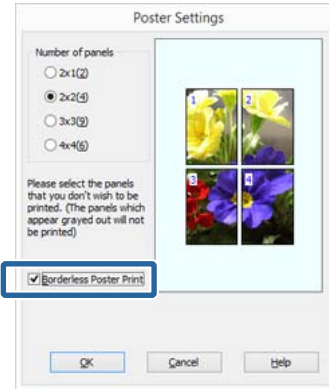 Poster Settings
Number of panels
2x1(2)
2x2(4)
3x3(9)
4x4(6)
1 2
3 4
Please select the panels
that you don't wish to be
printed. (The panels which
appear grayed out will not
be printed)
Borderless Poster Print
OK Cancel Help